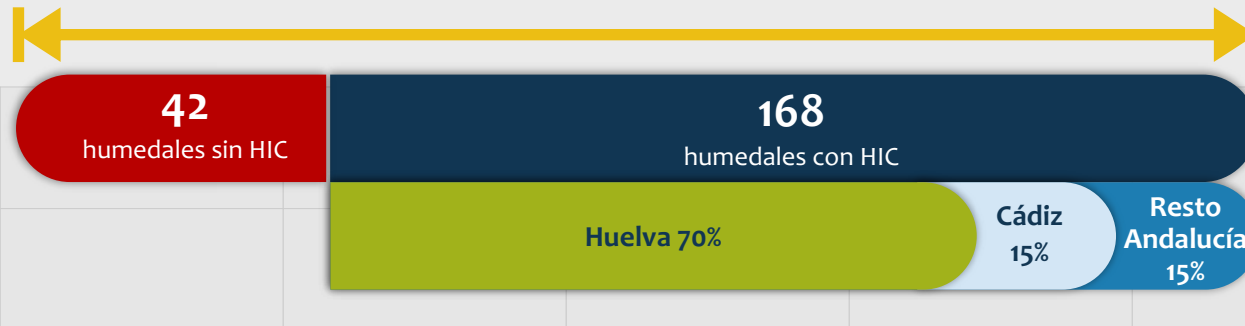 42
humedales sin HIC
168
humedales con HIC
Huelva 70%
Cádiz
15%
Resto
Andalucía
15%